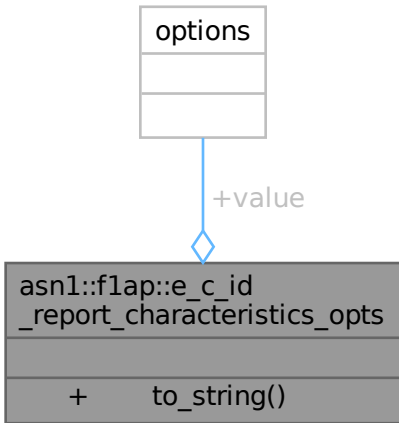 options
+value
asn1::f1ap::e_c_id
_report_characteristics_opts
+ to_string()